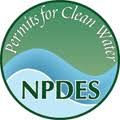 Permits for Clean Water
NPDES